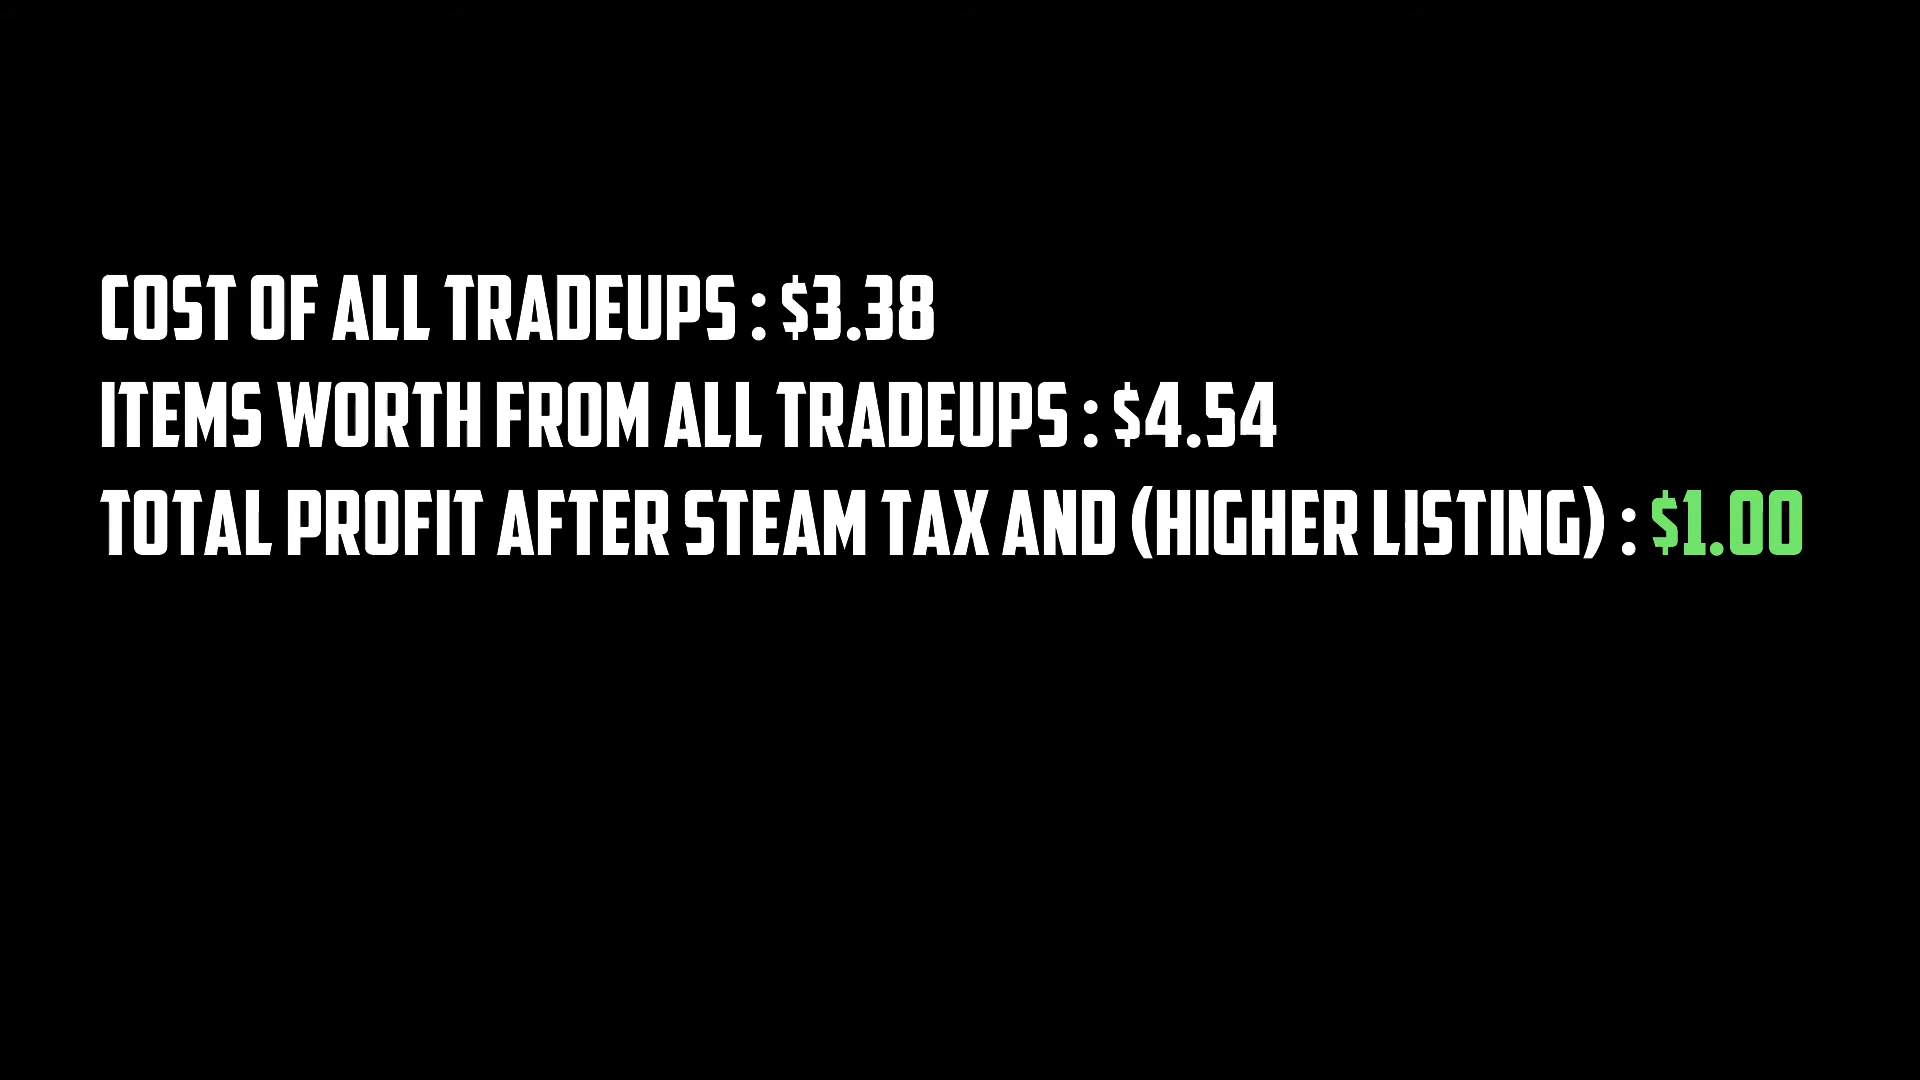 COST OF ALL TRADEUPS : $3.38
ITEMS WORTH FROM ALL TRADEUPS : $4.54
TOTAL PROFIT AFTER STEAM TAX AND (HIGHER LISTING) : $1.00